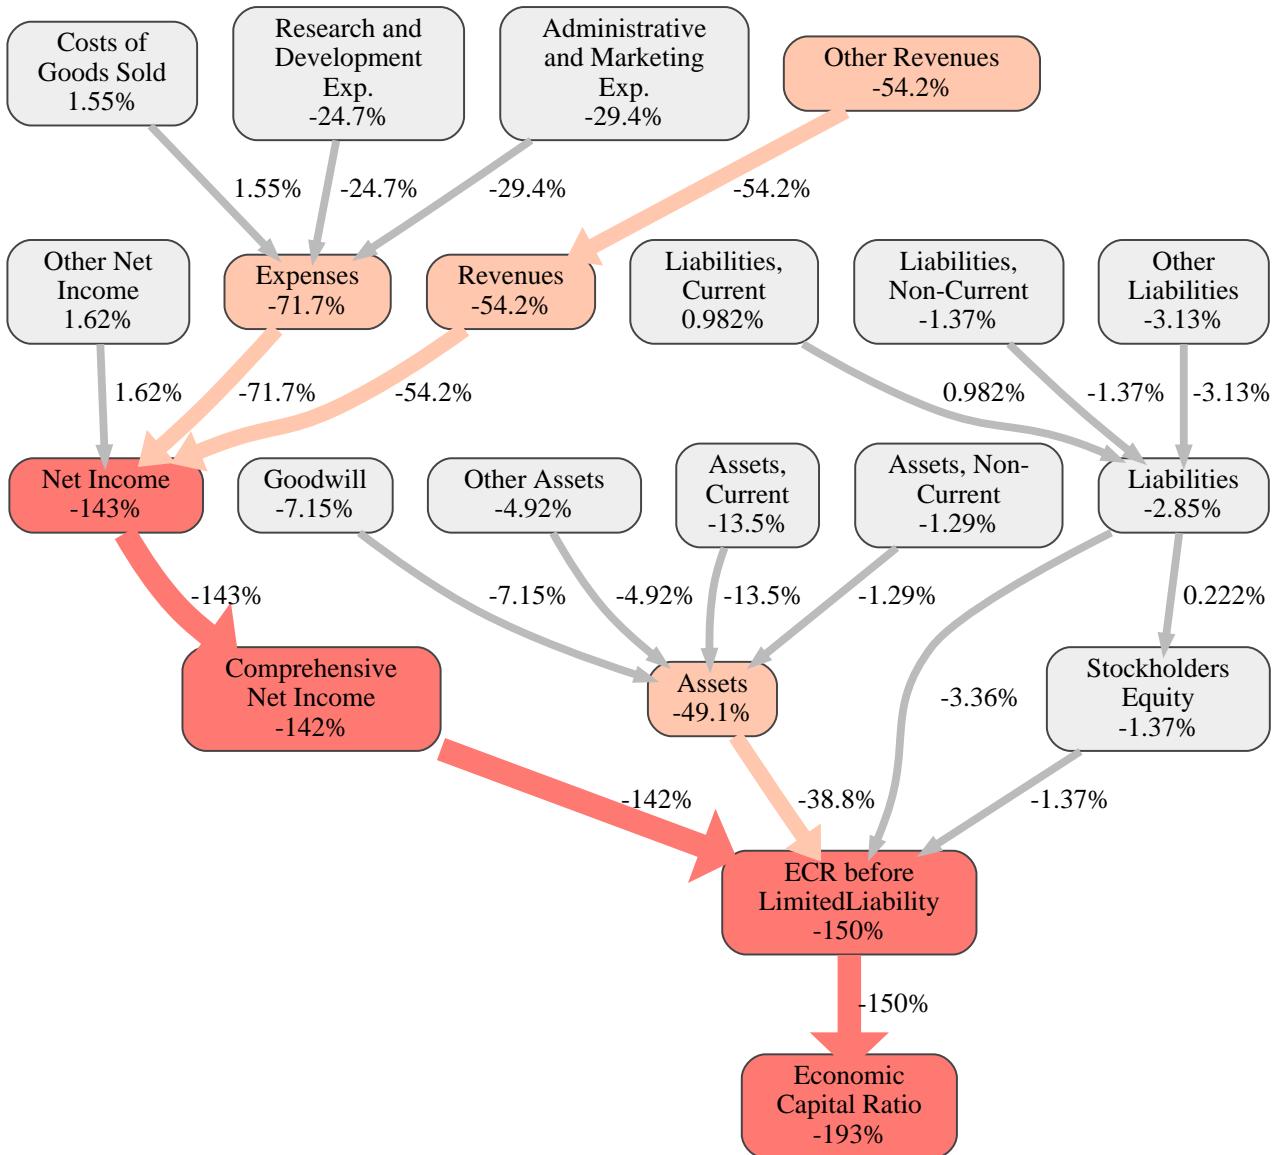 Costs of
Goods Sold
1.55%
Research and
Development
Exp.
-24.7%
Administrative
and Marketing
Exp.
-29.4%
Other Revenues
-54.2%
1.55%
-24.7%
-29.4%
-54.2%
Other Net
Income
1.62%
Expenses
-71.7%
Revenues
-54.2%
Liabilities,
Current
0.982%
Liabilities,
Non-Current
-1.37%
Other
Liabilities
-3.13%
1.62%
-71.7%
-54.2%
0.982%
-1.37%
-3.13%
Net Income
-143%
Goodwill
-7.15%
Other Assets
-4.92%
Assets,
Current
-13.5%
Assets, Non-
Current
-1.29%
Liabilities
-2.85%
-143%
-7.15%
-4.92%
-13.5%
-1.29%
0.222%
Comprehensive
Net Income
-142%
Assets
-49.1%
-3.36%
Stockholders
Equity
-1.37%
-142%
-38.8%
-1.37%
ECR before
LimitedLiability
-150%
-150%
Economic
Capital Ratio
-193%